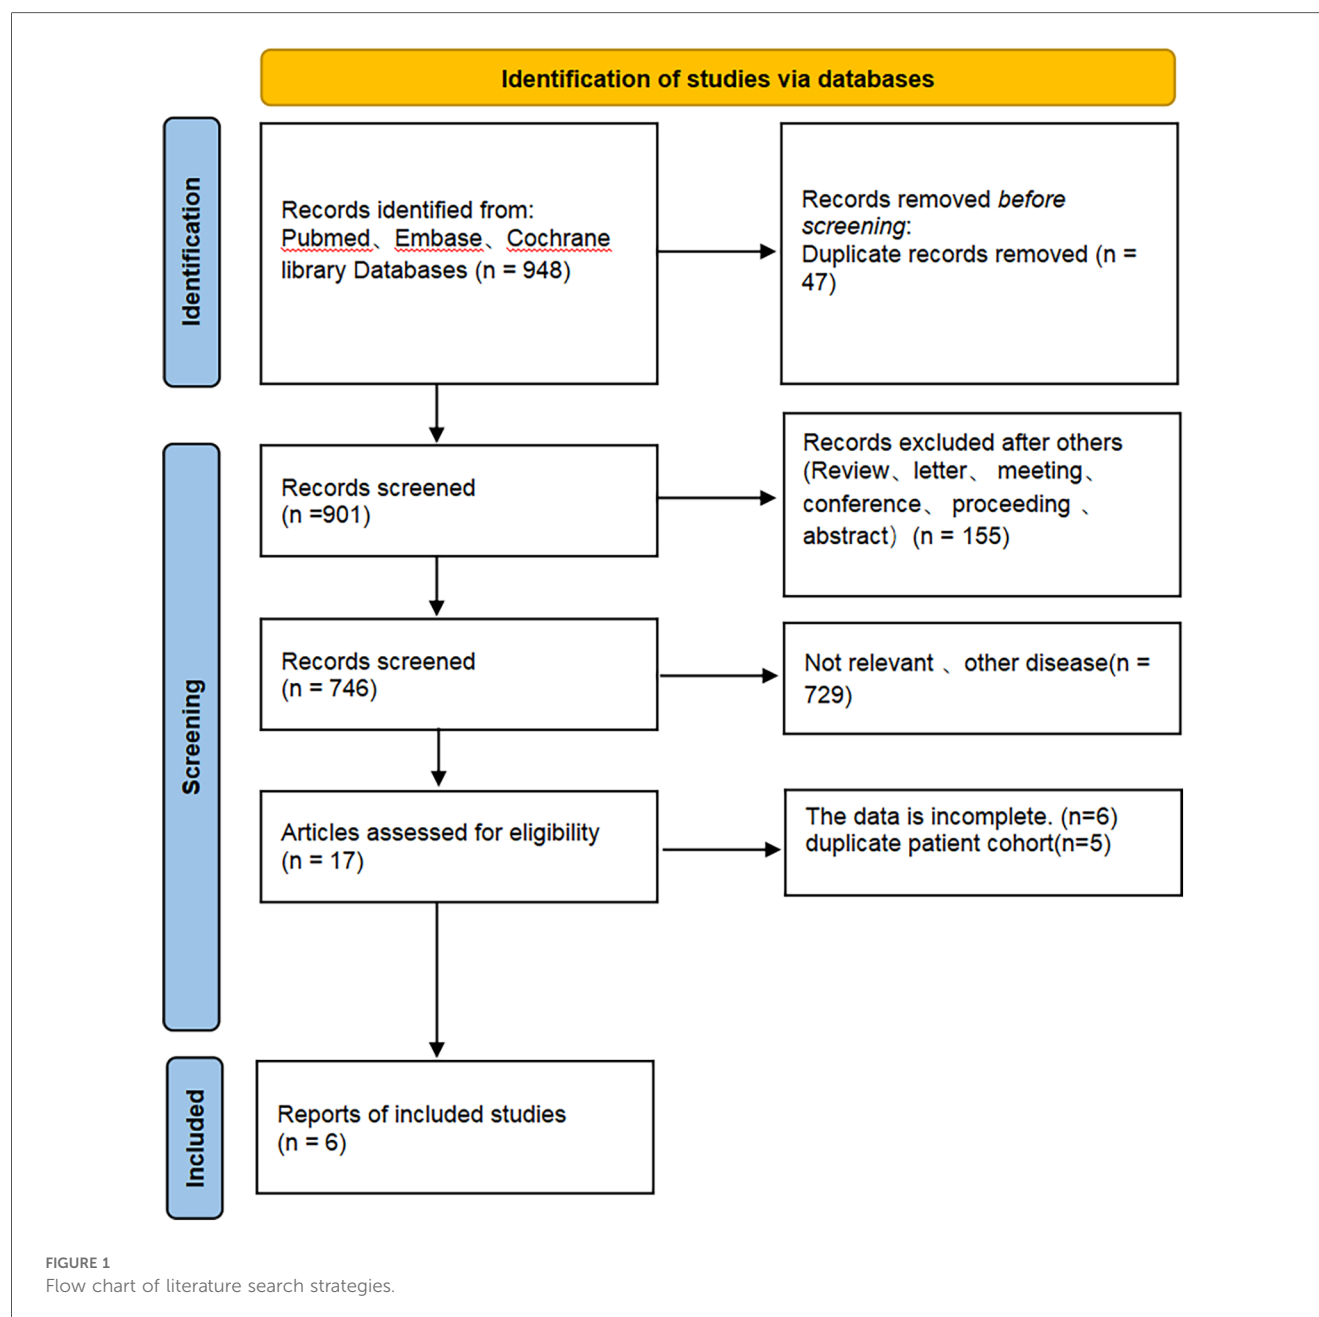 Identification of studies via databases
Identification
Records identified from:
Pubmed、Embase、Cochrane
library Databases (n = 948)
Records removed before
screening:
Duplicate records removed (n =
47)
Screening
Records screened
(n =901)
Records excluded after others
(Review、letter、 meeting、
conference、 proceeding 、
abstract）(n = 155)
Records screened
(n = 746)
Not relevant 、other disease(n =
729)
Articles assessed for eligibility
(n = 17)
The data is incomplete. (n=6)
duplicate patient cohort(n=5)
Included
Reports of included studies
(n = 6)
FIGURE 1
Flow chart of literature search strategies.